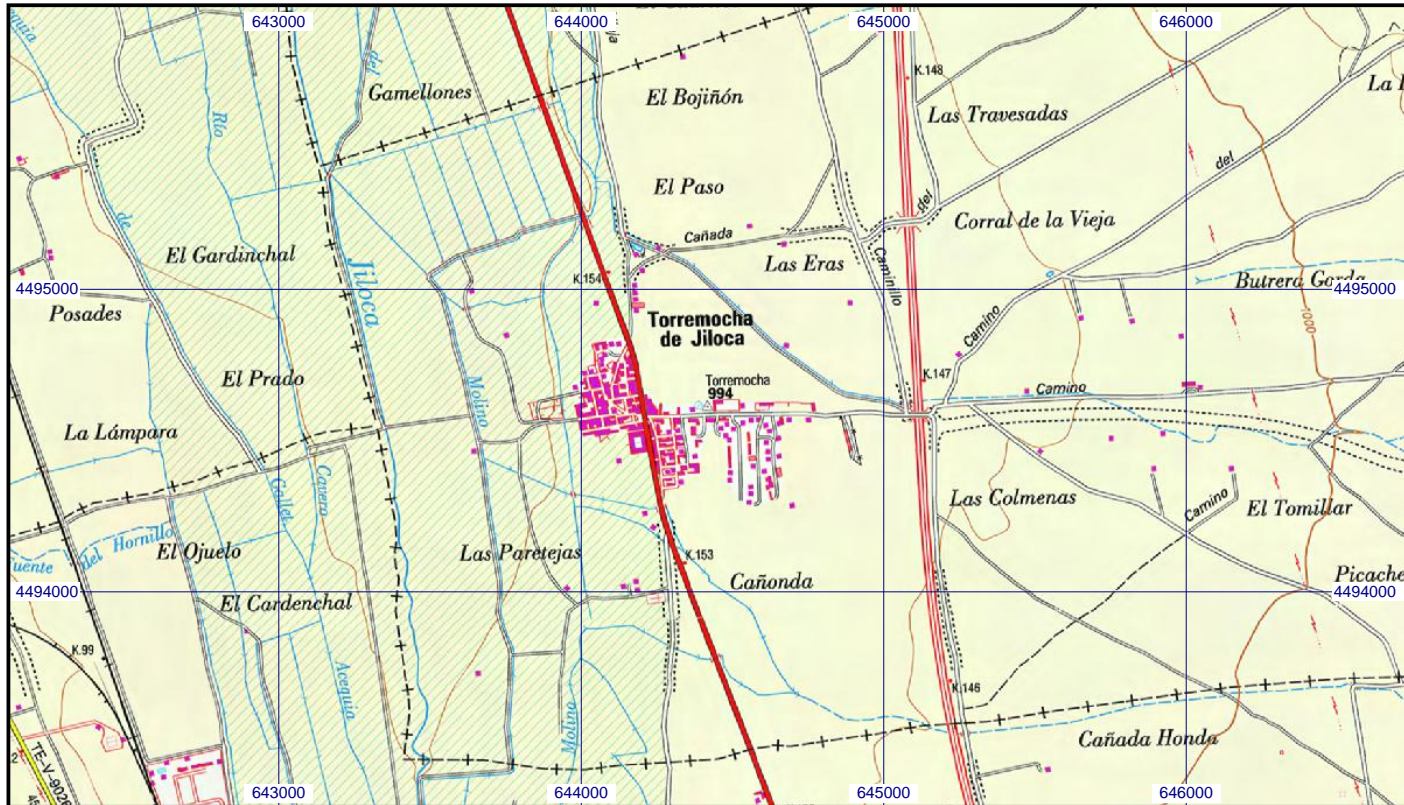 643000
644000
645000
646000
del
Gamellones
El Bojiñón
K.148
Las Travesadas
Río
El Paso
del
del
de
Corral de la Vieja
Cañada
El Gardinchal
Las Eras
Caminillo
Jiloca
K.154
Butrera Gorda
4495000
4495000
Posades
Torremocha
de Jiloca
1000
Camino
El Prado
K.147
Torremocha
994
Camino
Molino
La Lámpara
Las Colmenas
El Tomillar
Camino
Canera
Gallet
del Hornillo
El Ojuelo
Las Paretejas
K.153
Cañonda
uente
4494000
4494000
El Cardenchal
K.99
Acequia
K.146
Molino
Cañada Honda
TE-V-9026
643000
644000
645000
646000